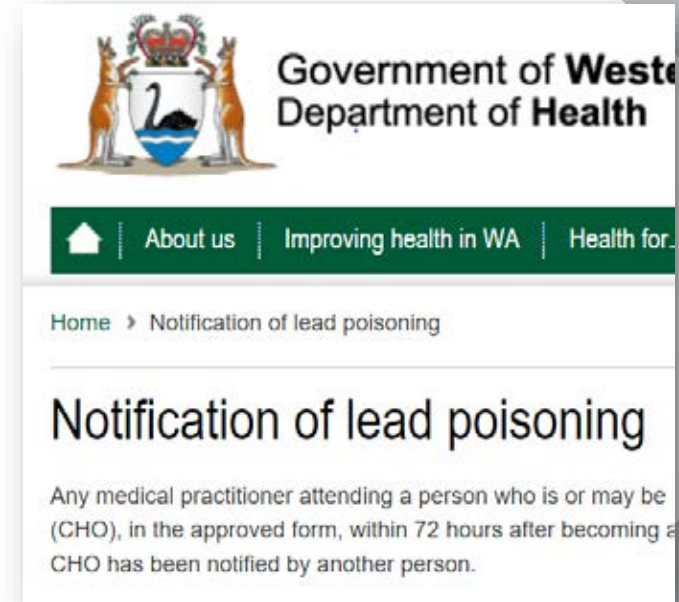 Government of Weste
Department of Health
About us Improving health in WA Health for
Home › Notification of lead poisoning
Notification of lead poisoning
Any medical practitioner attending a person who is or may be
(CHO), in the approved form, within 72 hours after becoming a
CHO has been notified by another person.